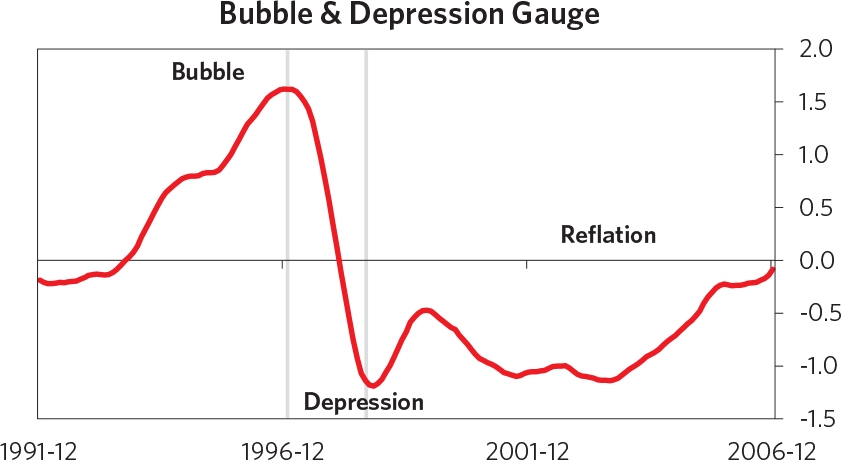 Bubble & Depression Gauge
Bubble
Reflation
Depression
2.0
1.5
1.0
0.5
0.0
-0.5
-1.0
-1.5
1991-12 1996-12 2001-12 2006-12